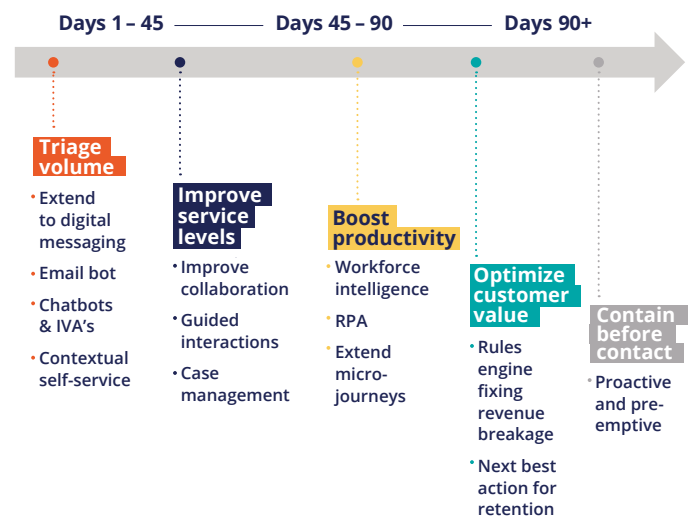 Days 1 – 45
Days 45 – 90
Days 90+
Triage
volume
• Extend
to digital
messaging
• Email bot
• Chatbots
& IVA’s
• Contextual
self-service
Improve
service
levels
• Improve
collaboration
• Guided
interactions
• Case
management
Boost
productivity
• Workforce
intelligence
• RPA
• Extend
micro-
journeys
Optimize
customer
value
• Rules
engine
fixing
revenue
breakage
• Next best
action for
retention
Contain
before
contact
• Proactive
and pre-
emptive